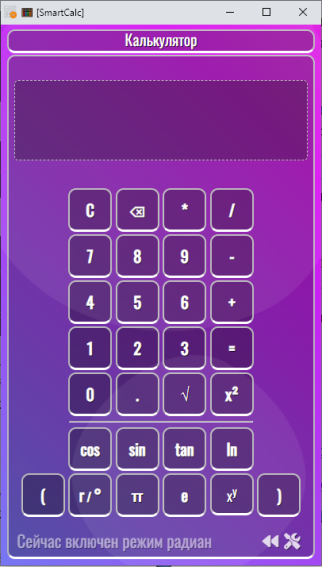 [SmartCalc]
Калькулятор
C ⌫ * /
7 8 9 -
4 5 6 +
1 2 3 =
0 . √ x²
cos sin tan ln
( r/° π e xʸ )
Сейчас включен режим радиан